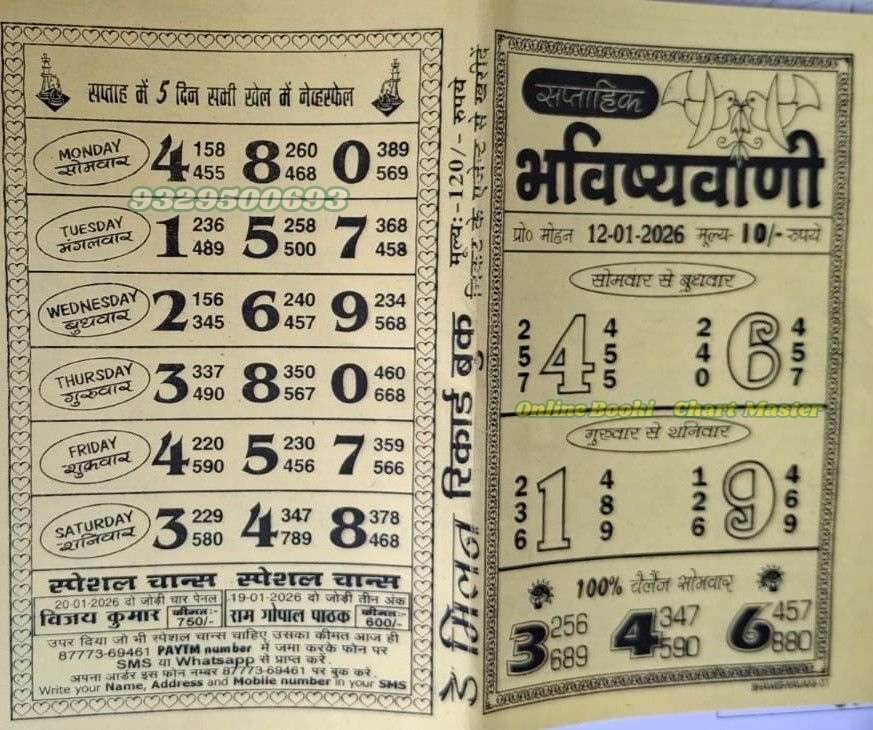 सप्ताह में 5 दिन सभी खेल में नेव्हरफेल
MONDAY
सोमवार
4 158 455 8 260 468 0 389 569
9329500693
TUESDAY
मंगलवार
1 236 489 5 258 500 7 368 458
WEDNESDAY
बुधवार
2 156 345 6 240 457 9 234 568
THURSDAY
गुरुवार
3 337 490 8 350 567 0 460 668
FRIDAY
शुक्रवार
4 220 590 5 230 456 7 359 566
SATURDAY
शनिवार
3 229 580 4 347 789 8 378 468
स्पेशल चान्स स्पेशल चान्स
20-01-2026 दो जोड़ी चार पेनल 19-01-2026 दो जोड़ी तीन अंक
विजय कुमार कीमत:- 750/- राम गोपाल पाठक कीमत:- 600/-
उपर दिया जो भी स्पेशल चान्स चाहिए उसका कीमत आज ही
87773-69461 PAYTM number में जमा करके फोन पर
SMS या Whatsapp से प्राप्त करें.
अपना आर्डर इस फोन नम्बर 87773-69461 पर बुक करें.
Write your Name, Address and Mobile number in your SMS
मिलन रिकार्ड बुक
मूल्य:-120/- रुपये
निकट के एजेन्ट से खरीदें
साप्ताहिक
भविष्यवाणी
प्रो० मोहन 12-01-2026 मूल्य- 10/- रुपये
सोमवार से बुधवार
2 4 2 4
5 4 5 4 6 5
7 5 0 7
Online Booki Chart Master
गुरुवार से शनिवार
2 4 1 4
3 1 8 2 9 6
6 9 6 9
100% चैलेंज सोमवार
3 256 689 4 347 590 6 457 880